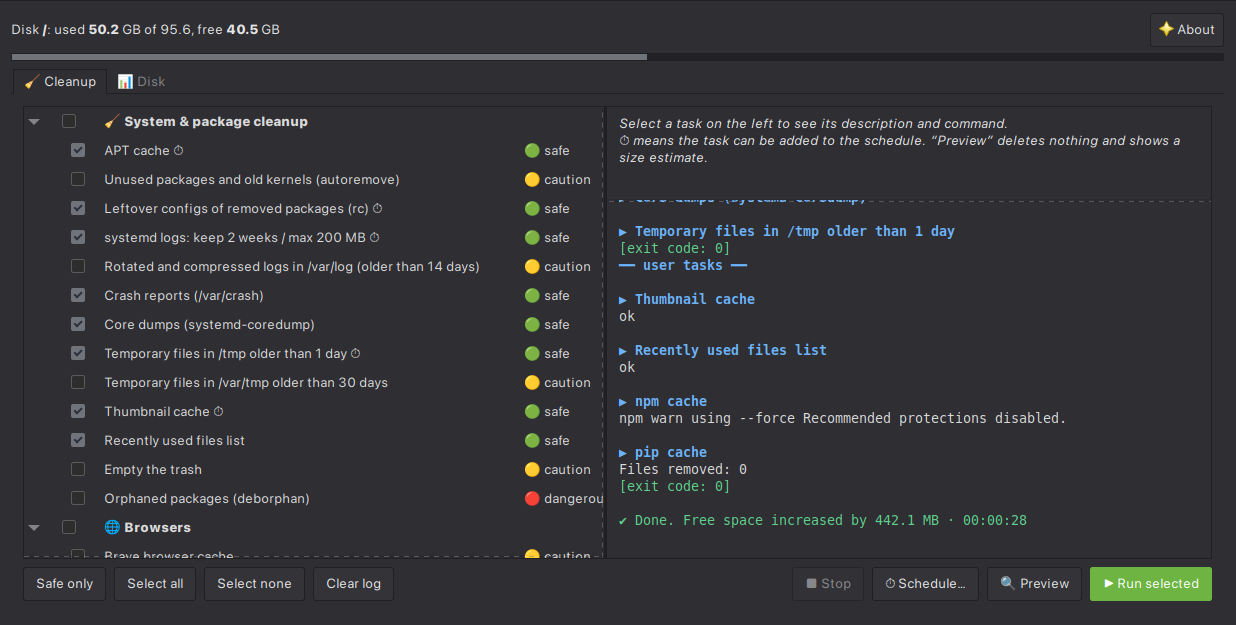 Disk /: used 50.2 GB of 95.6, free 40.5 GB
About
Cleanup
Disk
System & package cleanup
APT cache ⏱
safe
Unused packages and old kernels (autoremove)
caution
Leftover configs of removed packages (rc) ⏱
safe
systemd logs: keep 2 weeks / max 200 MB ⏱
safe
Rotated and compressed logs in /var/log (older than 14 days)
caution
Crash reports (/var/crash)
safe
Core dumps (systemd-coredump)
safe
Temporary files in /tmp older than 1 day ⏱
safe
Temporary files in /var/tmp older than 30 days
caution
Thumbnail cache ⏱
safe
Recently used files list
safe
Empty the trash
caution
Orphaned packages (deborphan)
dangerou
Browsers
Brave browser cache
caution
Select a task on the left to see its description and command.
⏱ means the task can be added to the schedule. “Preview” deletes nothing and shows a
size estimate.
▶ Core dumps (systemd-coredump)
▶ Temporary files in /tmp older than 1 day
[exit code: 0]
── user tasks ──
▶ Thumbnail cache
ok
▶ Recently used files list
ok
▶ npm cache
npm warn using --force Recommended protections disabled.
▶ pip cache
Files removed: 0
[exit code: 0]
✔ Done. Free space increased by 442.1 MB · 00:00:28
Safe only
Select all
Select none
Clear log
Stop
⏱ Schedule…
Preview
▶ Run selected